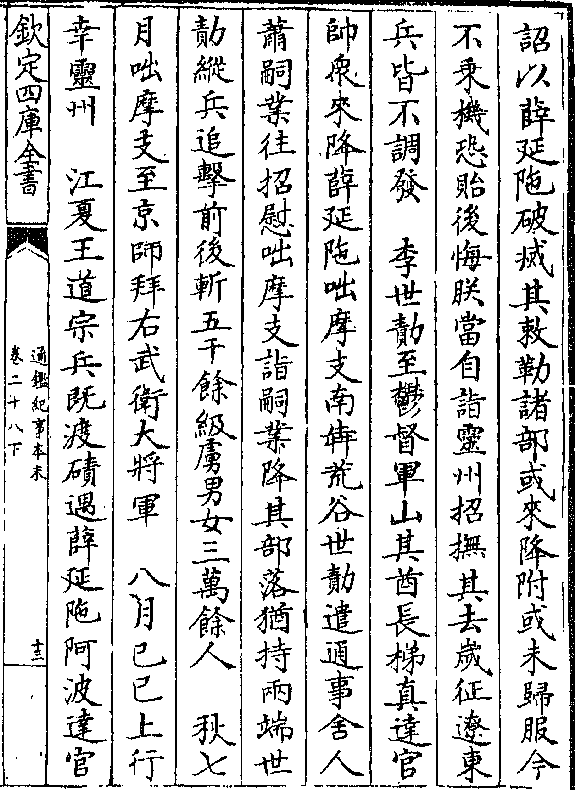 詔以薛延陁破滅其敕勒諸部或來降附或未歸服今
不乗機恐貽後悔朕當自詣靈州招撫其去歲征遼東
兵皆不調發　李世勣至鬱督軍山其酋長梯真達官
帥衆來降薛延陁咄摩支南奔荒谷世勣遣通事舍人
蕭嗣業往招慰咄摩支詣嗣業降其部落猶持兩端世
勣縱兵追擊前後斬五千餘級虜男女三萬餘人　秋七
月咄摩支至京師拜右武衛大將軍　八月己巳上行
幸靈州　江夏王道宗兵既渡磧遇薛延陁阿波達官
欽定四庫全書
通鑑紀事本末
卷二十八下
十三